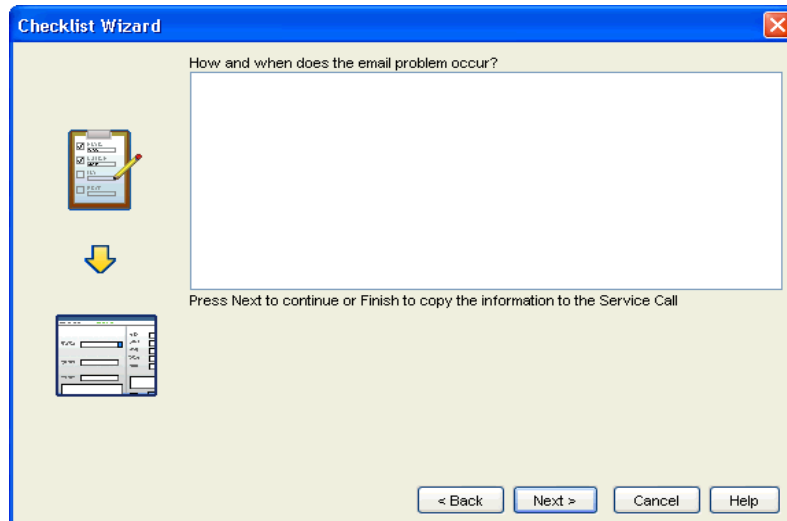 Checklist Wizard
How and when does the email problem occur?
Press Next to continue or Finish to copy the information to the Service Call
< Back
Next >
Cancel
Help